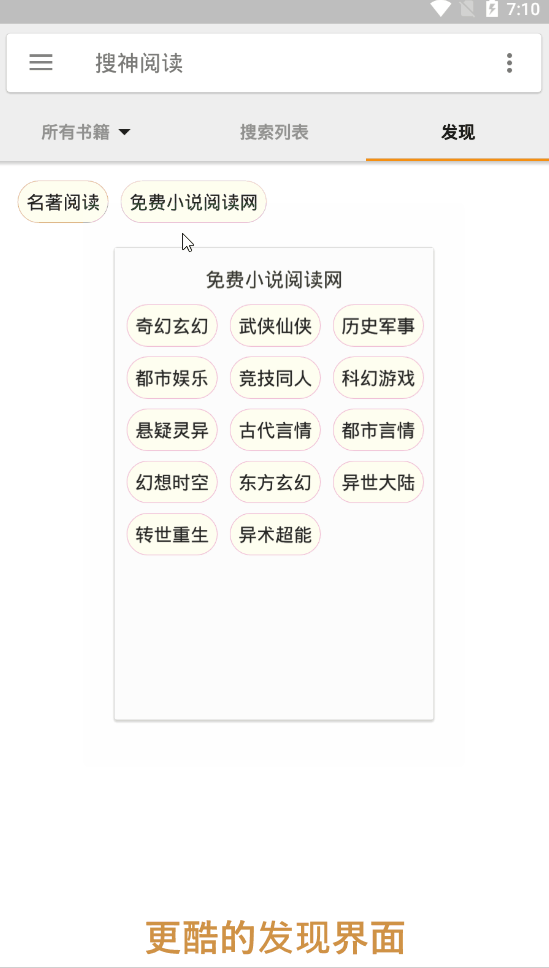 7:10
搜神阅读
所有书籍 搜索列表 发现
名著阅读 免费小说阅读网
免费小说阅读网
奇幻玄幻 武侠仙侠 历史军事
都市娱乐 竞技同人 科幻游戏
悬疑灵异 古代言情 都市言情
幻想时空 东方玄幻 异世大陆
转世重生 异术超能
更酷的发现界面